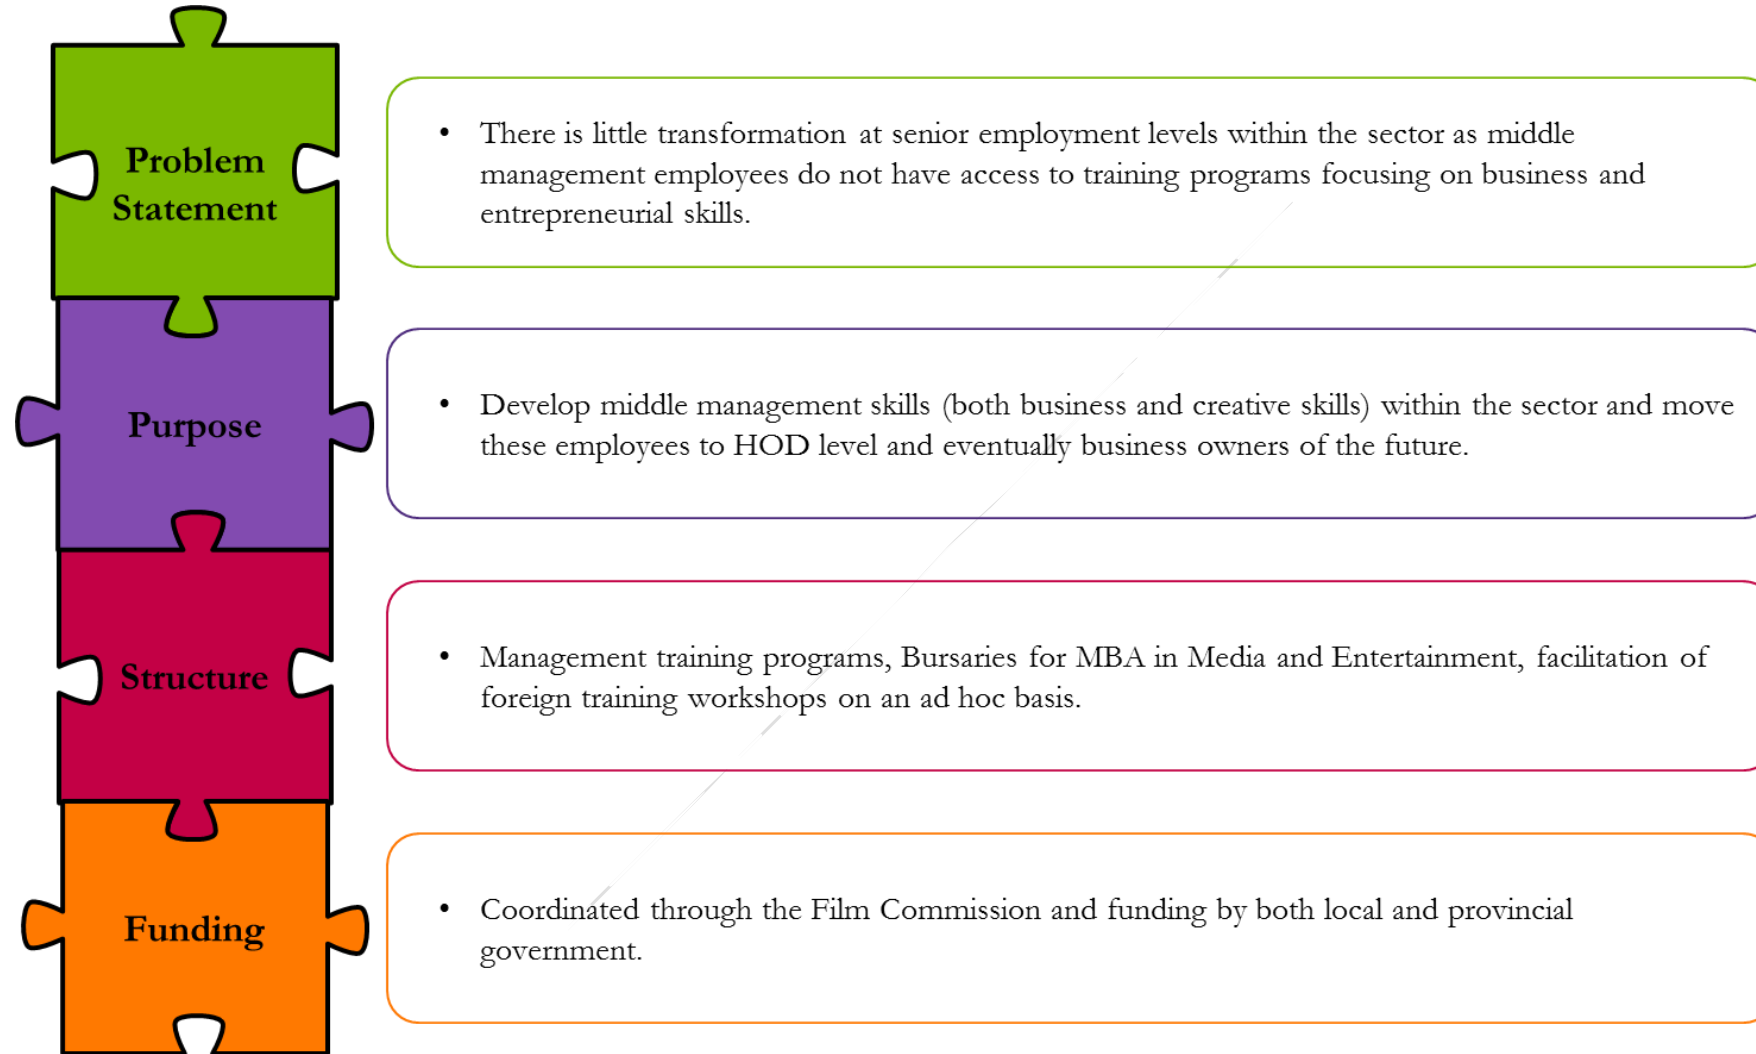 Problem
Statement
• There is little transformation at senior employment levels within the sector as middle
management employees do not have access to training programs focusing on business and
entrepreneurial skills.
Purpose
• Develop middle management skills (both business and creative skills) within the sector and move
these employees to HOD level and eventually business owners of the future.
Structure
• Management training programs, Bursaries for MBA in Media and Entertainment, facilitation of
foreign training workshops on an ad hoc basis.
Funding
• Coordinated through the Film Commission and funding by both local and provincial
government.